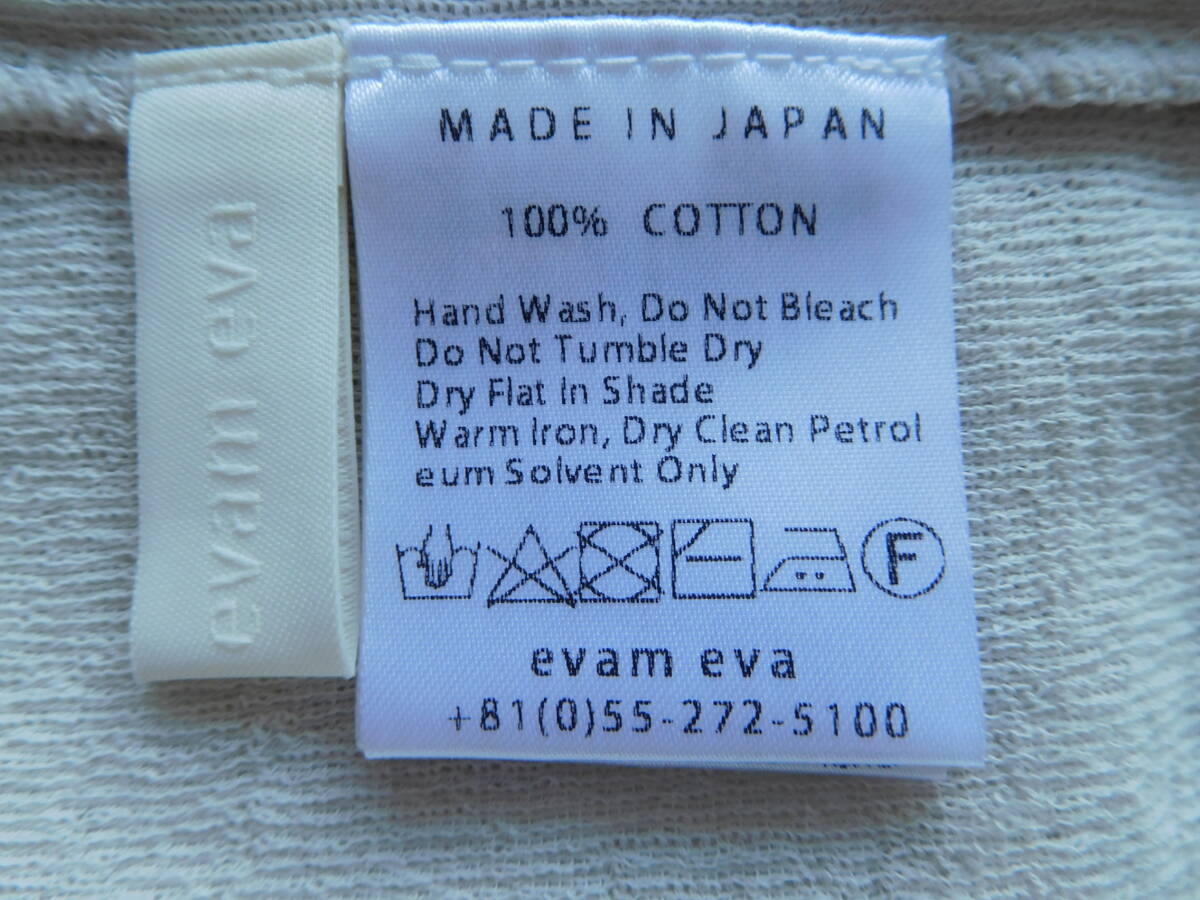 evam eva
MADE IN JAPAN
100% COTTON
Hand Wash, Do Not Bleach
Do Not Tumble Dry
Dry Flat In Shade
Warm Iron, Dry Clean Petrol
eum Solvent Only
F
evam eva
+81(0)55-272-5100